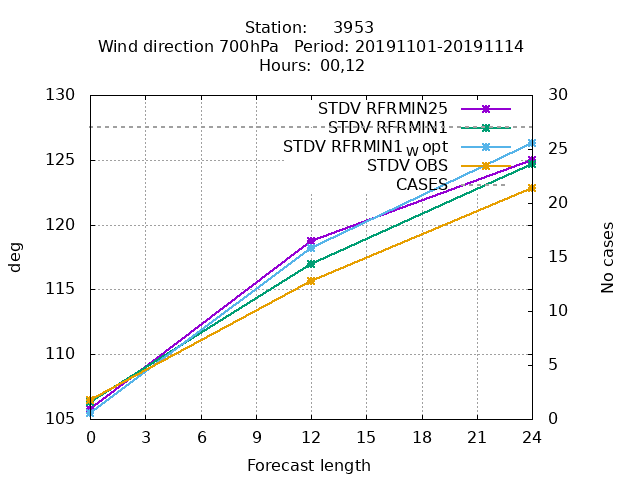 Station: 3953
Wind direction 700hPa Period: 20191101-20191114
Hours: 00,12
130
125
120
115
110
105
deg
30
25
20
15
10
5
0
No cases
STDV RFRMIN25
STDV RFRMIN1
STDV RFRMIN1 w opt
STDV OBS
CASES
0 3 6 9 12 15 18 21 24
Forecast length